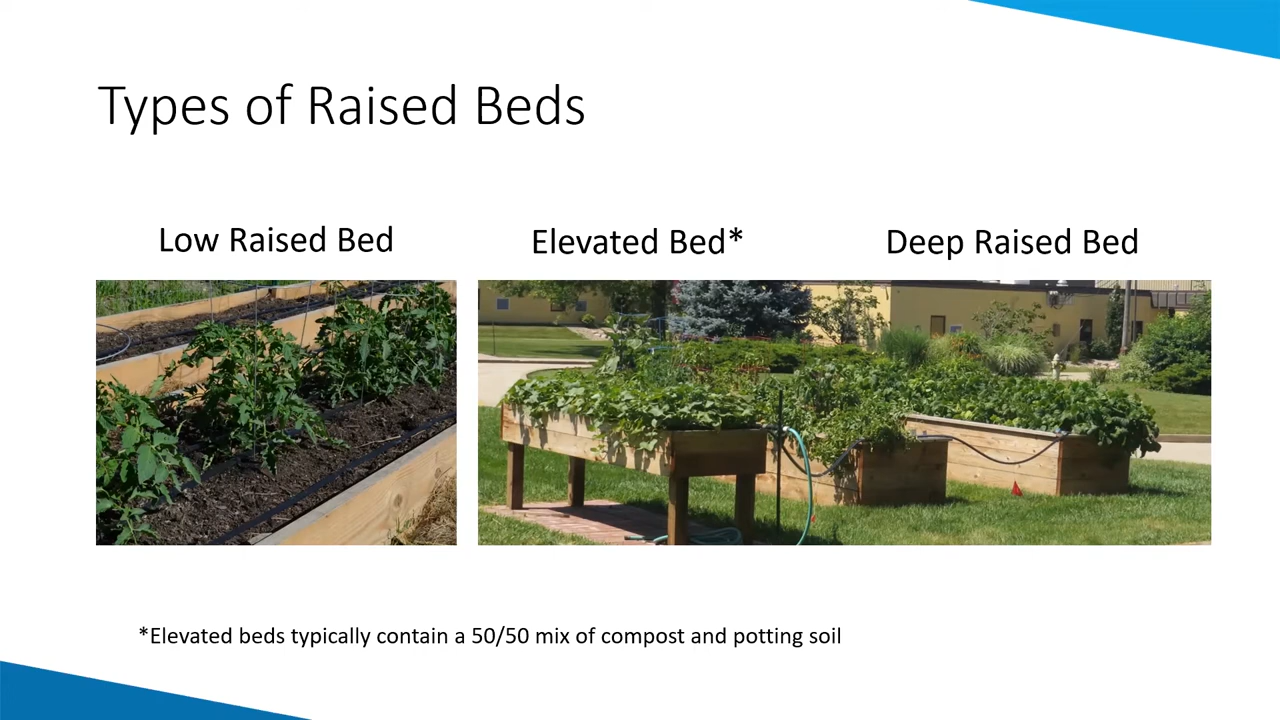 Types of Raised Beds
Low Raised Bed
Elevated Bed*
Deep Raised Bed
*Elevated beds typically contain a 50/50 mix of compost and potting soil